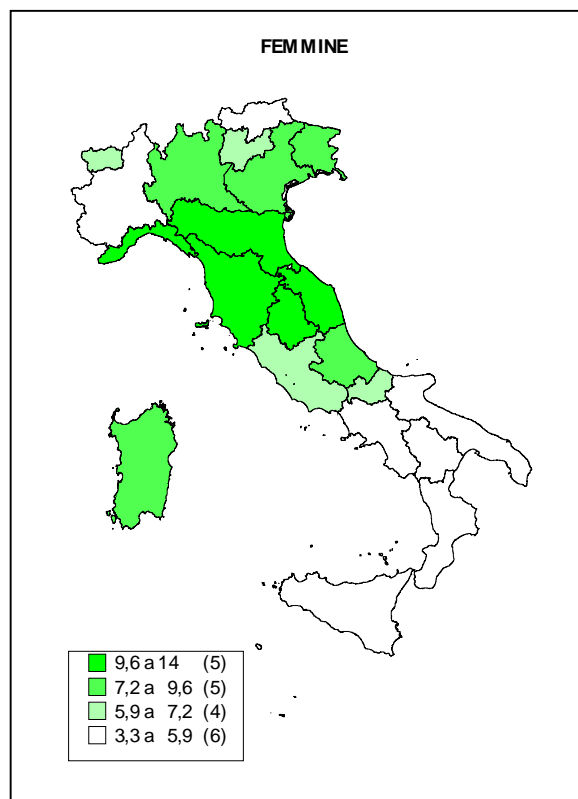 FEMMINE
9,6 a 14 (5)
7,2 a 9,6 (5)
5,9 a 7,2 (4)
3,3 a 5,9 (6)